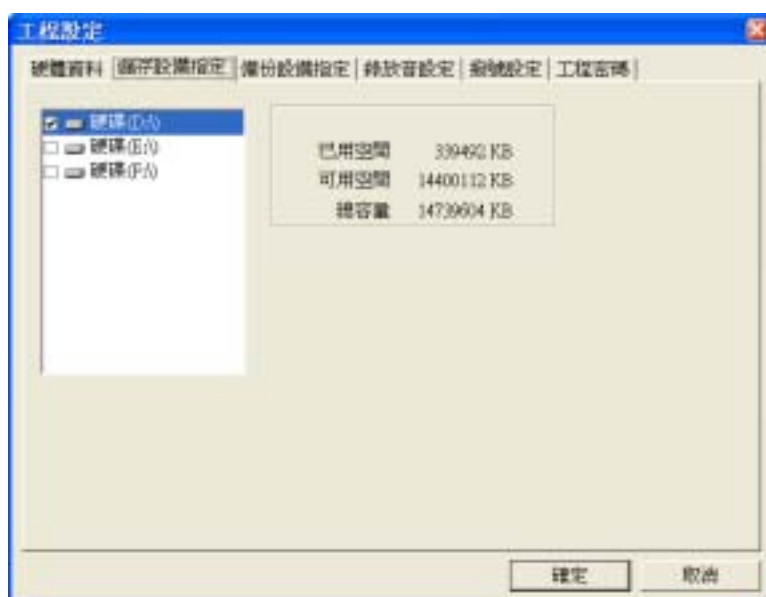 工程設定
硬體資料 儲存設備指定 備份設備指定 錄放音設定 撥號設定 工程密碼
硬碟(D:\)
硬碟(E:\)
硬碟(F:\)
已用空間 339492 KB
可用空間 14400112 KB
總容量 14739604 KB
確定 取消